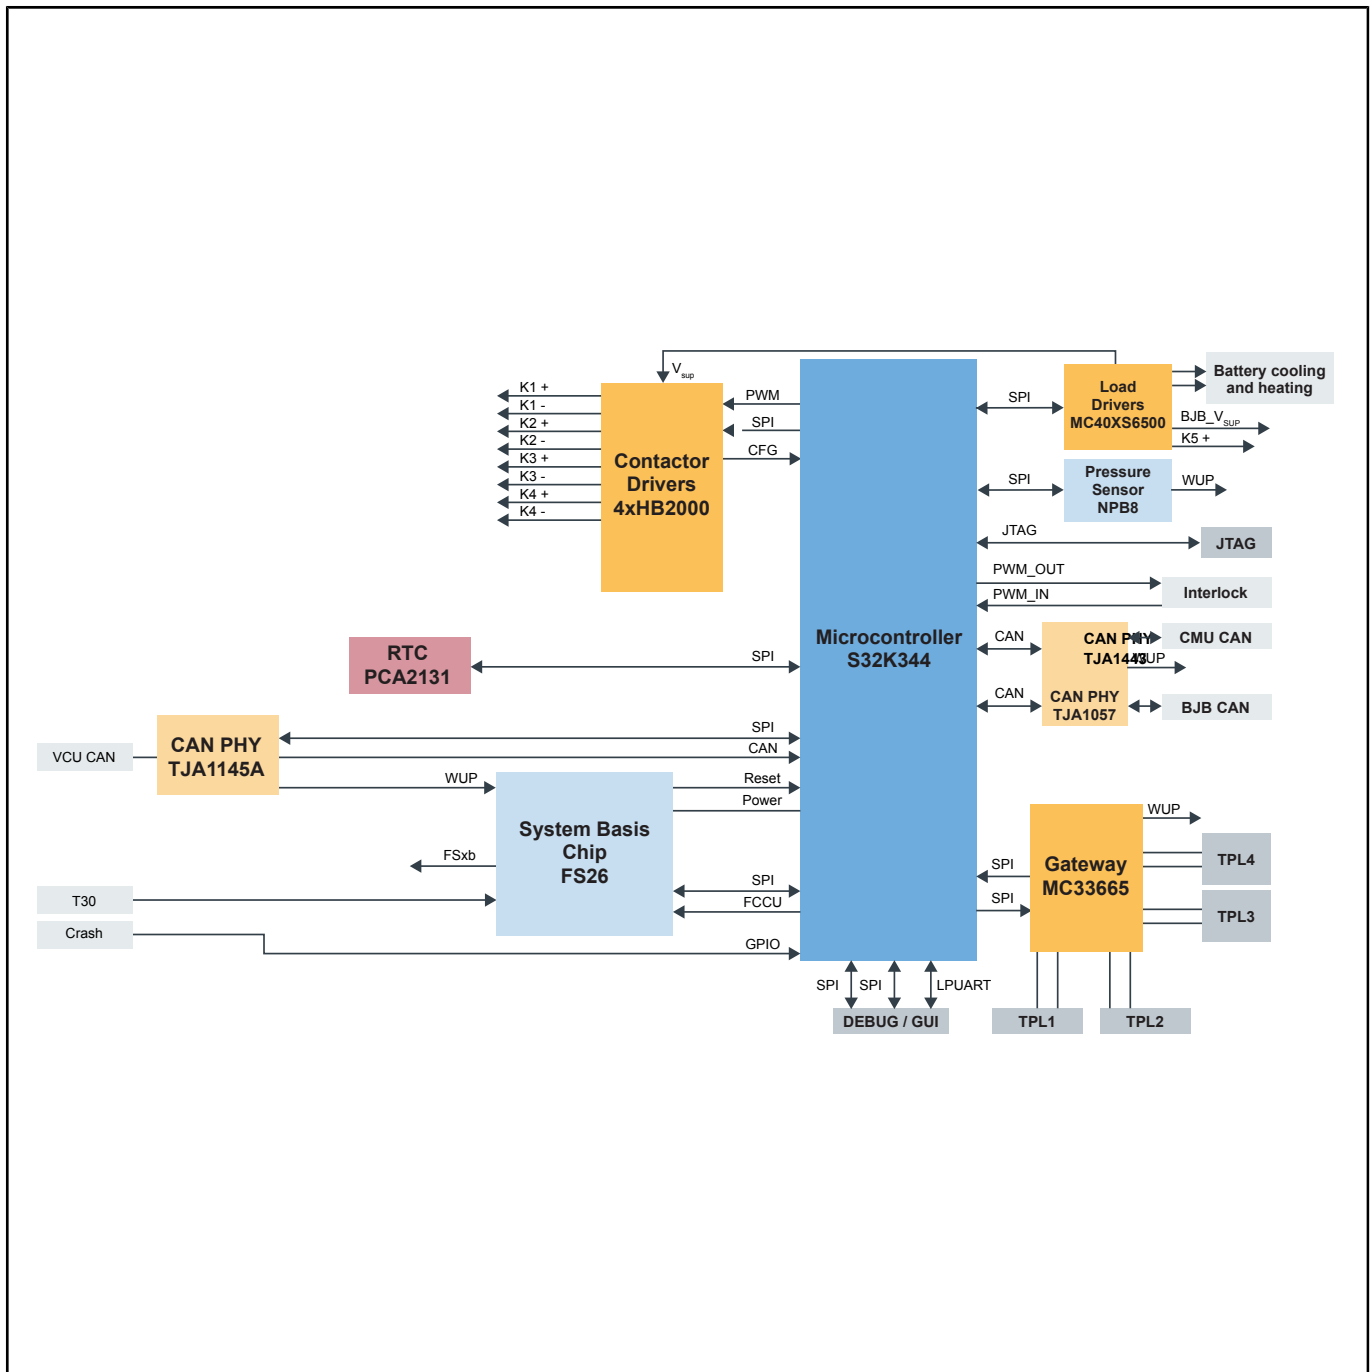 V_sup
K1 +
K1 -
K2 +
K2 -
K3 +
K3 -
K4 +
K4 -
Contactor
Drivers
4xHB2000
PWM
SPI
CFG
RTC
PCA2131
SPI
VCU CAN
CAN PHY
TJA1145A
SPI
CAN
WUP
System Basis
Chip
FS26
Reset
Power
FSxb
SPI
FCCU
T30
Crash
GPIO
Microcontroller
S32K344
SPI
Load
Drivers
MC40XS6500
Battery cooling
and heating
BJB_V_SUP
K5 +
SPI
Pressure
Sensor
NPB8
WUP
JTAG
JTAG
PWM_OUT
PWM_IN
Interlock
CAN
CAN PHY
TJA1443
WUP
CMU CAN
CAN
CAN PHY
TJA1057
BJB CAN
SPI
SPI
Gateway
MC33665
WUP
TPL4
TPL3
TPL1
TPL2
SPI
SPI
LPUART
DEBUG / GUI